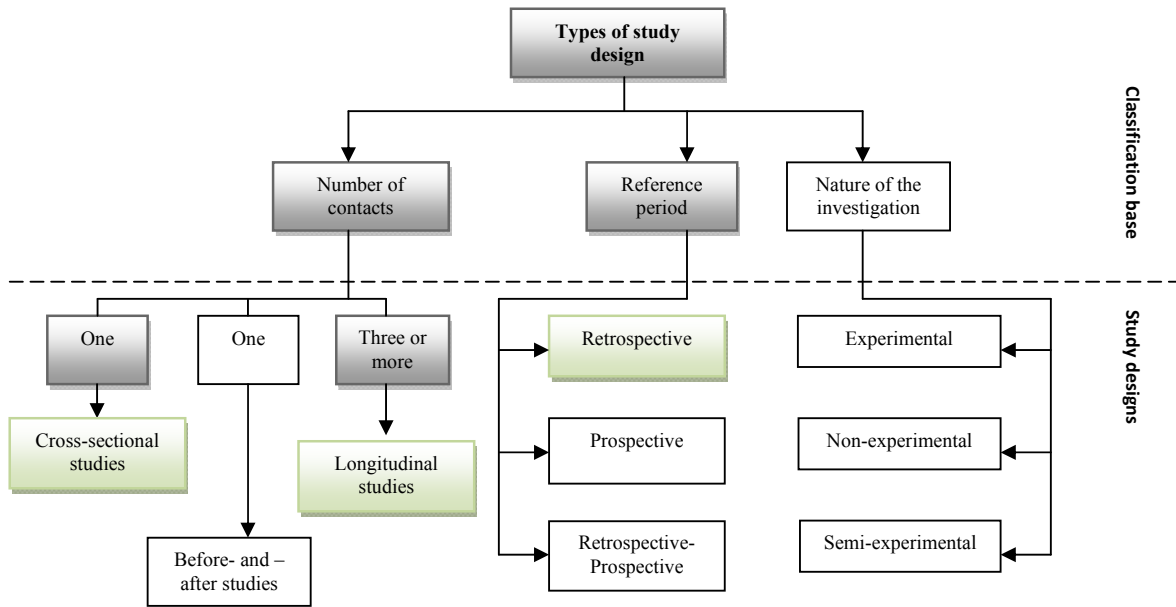 Types of study
design
Classification base
Number of
contacts
Reference
period
Nature of the
investigation
Study designs
One
One
Three or
more
Retrospective
Experimental
Cross-sectional
studies
Longitudinal
studies
Prospective
Non-experimental
Before- and –
after studies
Retrospective-
Prospective
Semi-experimental